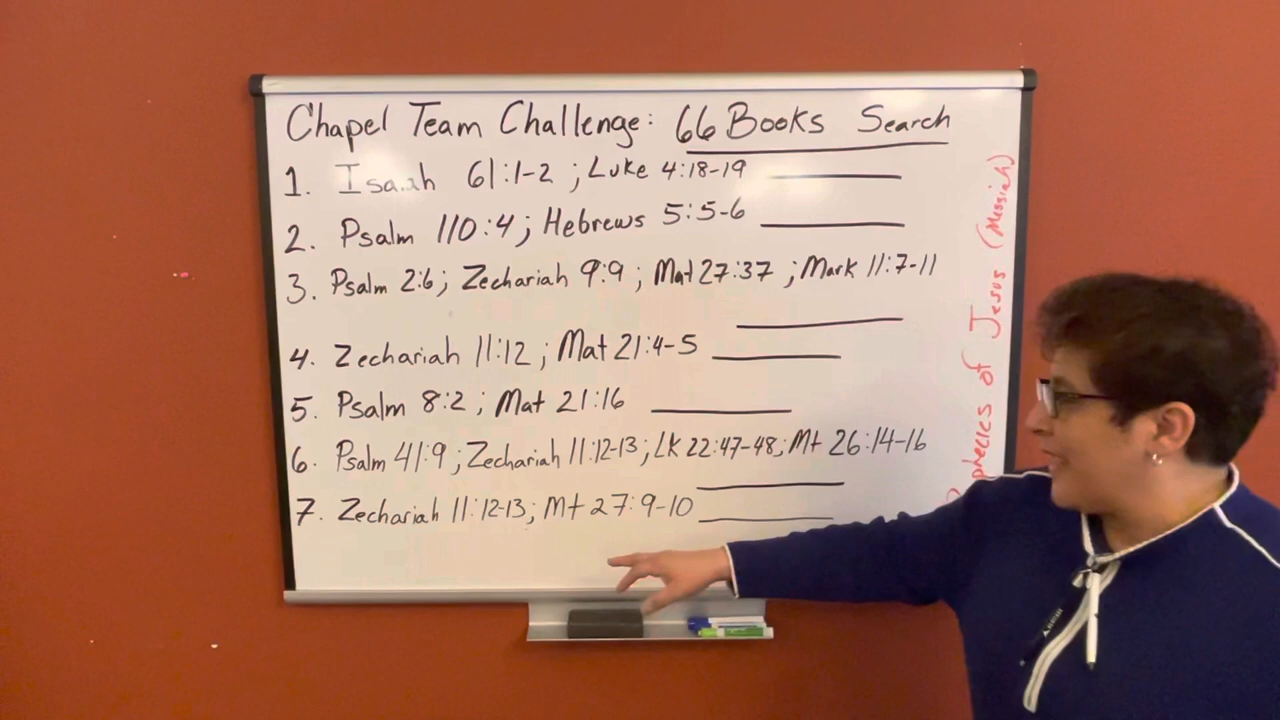 Chapel Team Challenge: 66 Books Search
1. Isaiah 61:1-2 ; Luke 4:18-19
2. Psalm 110:4; Hebrews 5:5-6
3. Psalm 2:6; Zechariah 9:9 ; Mat 27:37 ; Mark 11:7-11
4. Zechariah 11:12 ; Mat 21:4-5
5. Psalm 8:2 ; Mat 21:16
6. Psalm 41:9 ; Zechariah 11:12-13 ; LK 22:47-48; Mt 26:14-16
7. Zechariah 11:12-13; Mt 27:9-10
of Jesus (Messiah)